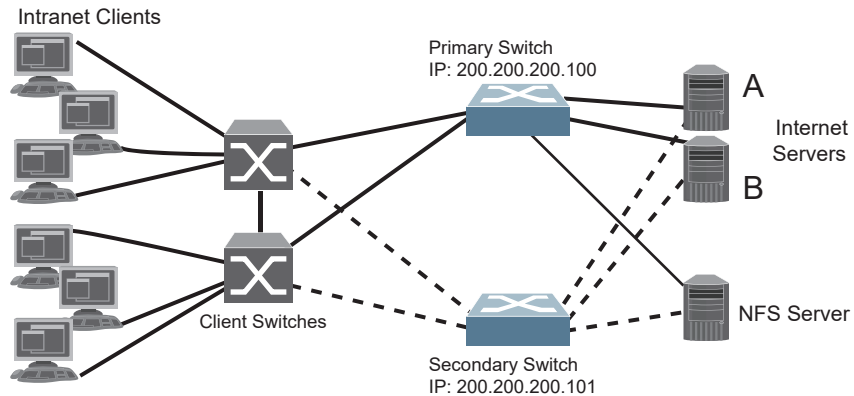 Intranet Clients
Primary Switch
IP: 200.200.200.100
A
Internet
Servers
B
Client Switches
NFS Server
Secondary Switch
IP: 200.200.200.101